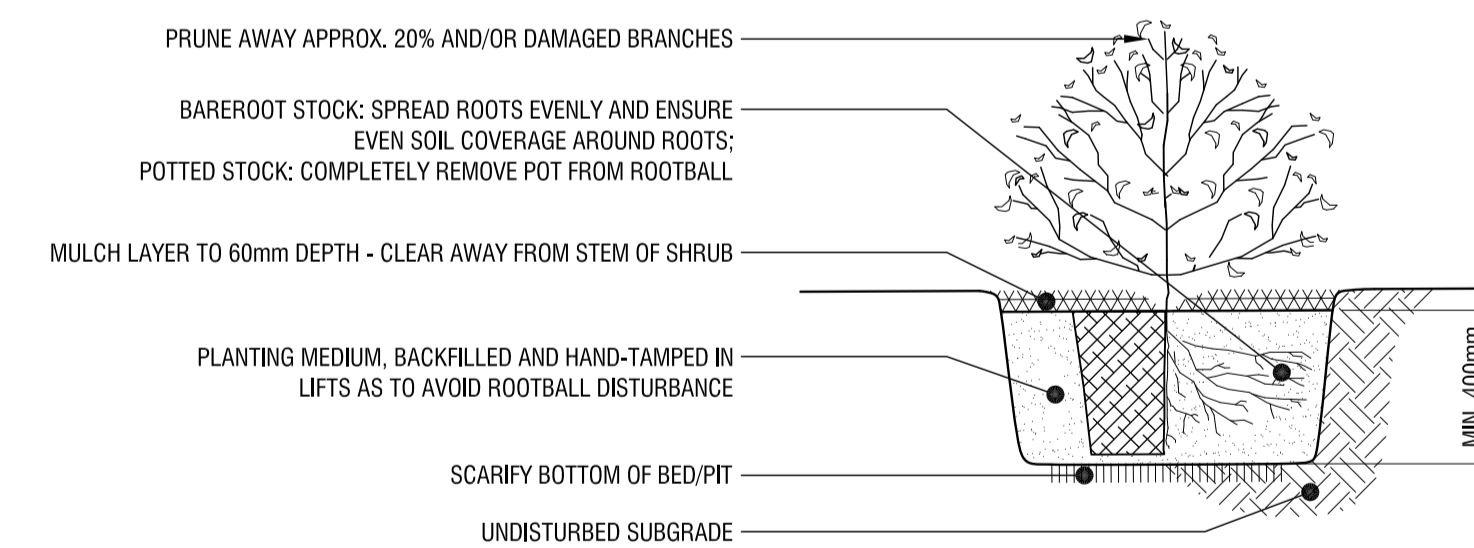 PRUNE AWAY APPROX. 20% AND/OR DAMAGED BRANCHES
BAREROOT STOCK: SPREAD ROOTS EVENLY AND ENSURE
EVEN SOIL COVERAGE AROUND ROOTS;
POTTED STOCK: COMPLETELY REMOVE POT FROM ROOTBALL
MULCH LAYER TO 60mm DEPTH - CLEAR AWAY FROM STEM OF SHRUB
PLANTING MEDIUM, BACKFILLED AND HAND-TAMPED IN
LIFTS AS TO AVOID ROOTBALL DISTURBANCE
SCARIFY BOTTOM OF BED/PIT
UNDISTURBED SUBGRADE
MIN. 400mm